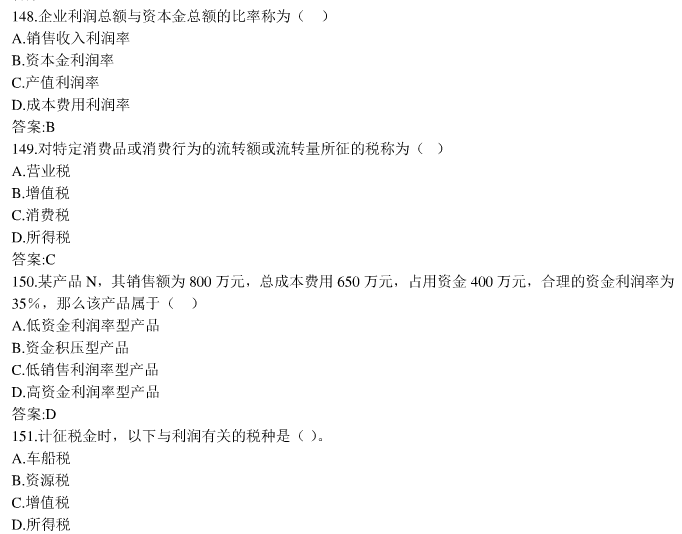 148.企业利润总额与资本金总额的比率称为（ ）
A.销售收入利润率
B.资本金利润率
C.产值利润率
D.成本费用利润率
答案:B
149.对特定消费品或消费行为的流转额或流转量所征的税称为（ ）
A.营业税
B.增值税
C.消费税
D.所得税
答案:C
150.某产品 N，其销售额为 800 万元，总成本费用 650 万元，占用资金 400 万元，合理的资金利润率为
35%，那么该产品属于（ ）
A.低资金利润率型产品
B.资金积压型产品
C.低销售利润率型产品
D.高资金利润率型产品
答案:D
151.计征税金时，以下与利润有关的税种是（ ）。
A.车船税
B.资源税
C.增值税
D.所得税